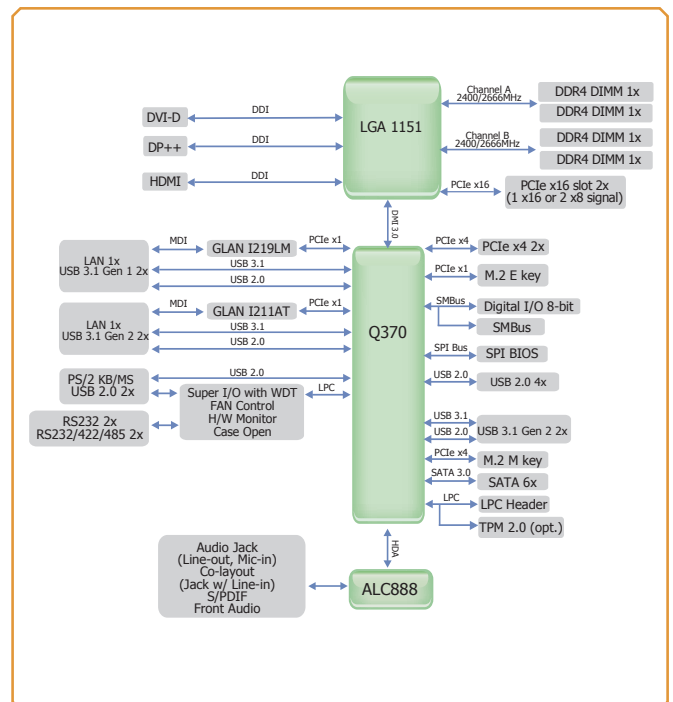 Channel A
2400/2666MHz
DDR4 DIMM 1x
DDR4 DIMM 1x
DVI-D
DDI
LGA 1151
DP++
DDI
Channel B
2400/2666MHz
DDR4 DIMM 1x
DDR4 DIMM 1x
HDMI
DDI
PCIe x16
PCIe x16 slot 2x
(1 x16 or 2 x8 signal)
DMI 3.0
LAN 1x
USB 3.1 Gen 1 2x
MDI
GLAN I219LM
PCIe x1
USB 3.1
USB 2.0
PCIe x4
PCIe x4 2x
PCIe x1
M.2 E key
LAN 1x
USB 3.1 Gen 2 2x
MDI
GLAN I211AT
PCIe x1
USB 3.1
USB 2.0
Q370
SMBus
Digital I/O 8-bit
SMBus
SPI Bus
SPI BIOS
PS/2 KB/MS
USB 2.0 2x
USB 2.0
Super I/O with WDT
FAN Control
H/W Monitor
Case Open
LPC
USB 2.0
USB 2.0 4x
RS232 2x
RS232/422/485 2x
USB 3.1
USB 2.0
USB 3.1 Gen 2 2x
PCIe x4
M.2 M key
SATA 3.0
SATA 6x
LPC
LPC Header
TPM 2.0 (opt.)
HDA
Audio Jack
(Line-out, Mic-in)
Co-layout
(Jack w/ Line-in)
S/PDIF
Front Audio
ALC888